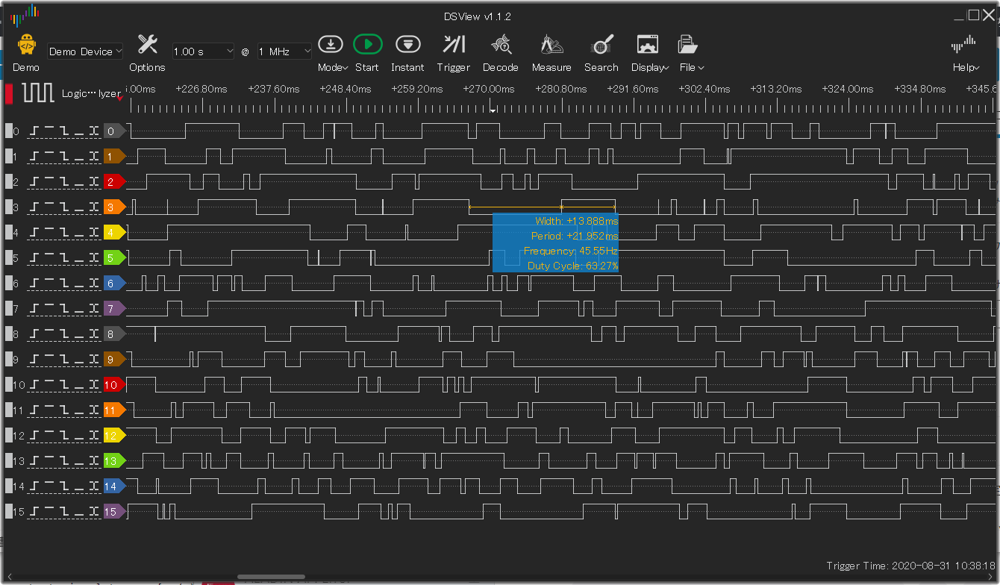 DSView v1.1.2
Demo Device 1.00 s @ 1 MHz
Demo Options Mode Start Instant Trigger Decode Measure Search Display File Help
Logic··· lyzer
+226.80ms +237.60ms +248.40ms +259.20ms +270.00ms +280.80ms +291.60ms +302.40ms +313.20ms +324.00ms +334.80ms
0 0
1 1
2 2
3 3
Width: +13.888ms
4 4
Period: +21.952ms
Frequency: 45.55Hz
5 5
Duty Cycle: 63.27%
6 6
7 7
8 8
9 9
10 10
11 11
12 12
13 13
14 14
15 15
Trigger Time: 2020-08-31 10:38:18